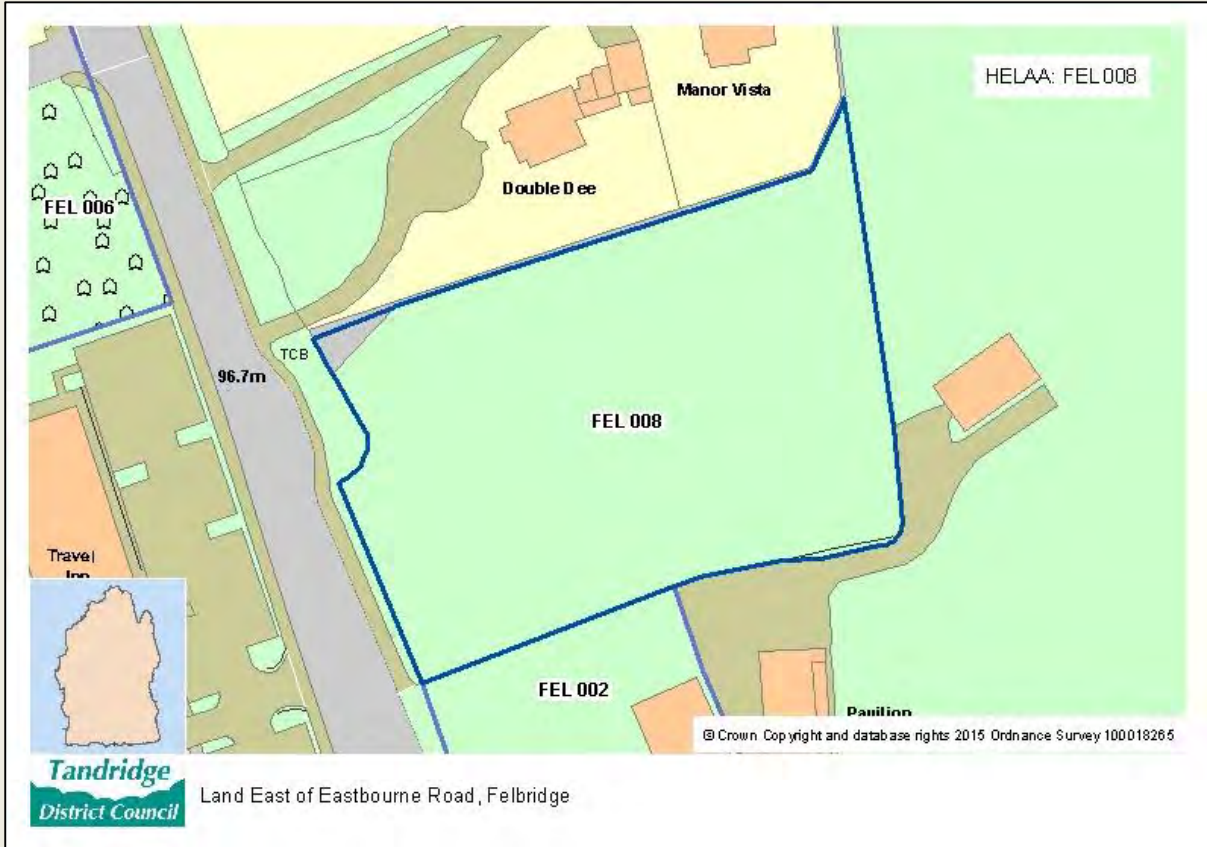 HELAA: FEL 008
Manor Vista
Double Dee
FEL 006
TCB
96.7m
FEL 008
Travel
Inn
FEL 002
Pavilion
© Crown Copyright and database rights 2015 Ordnance Survey 100018265
Tandridge
District Council
Land East of Eastbourne Road, Felbridge